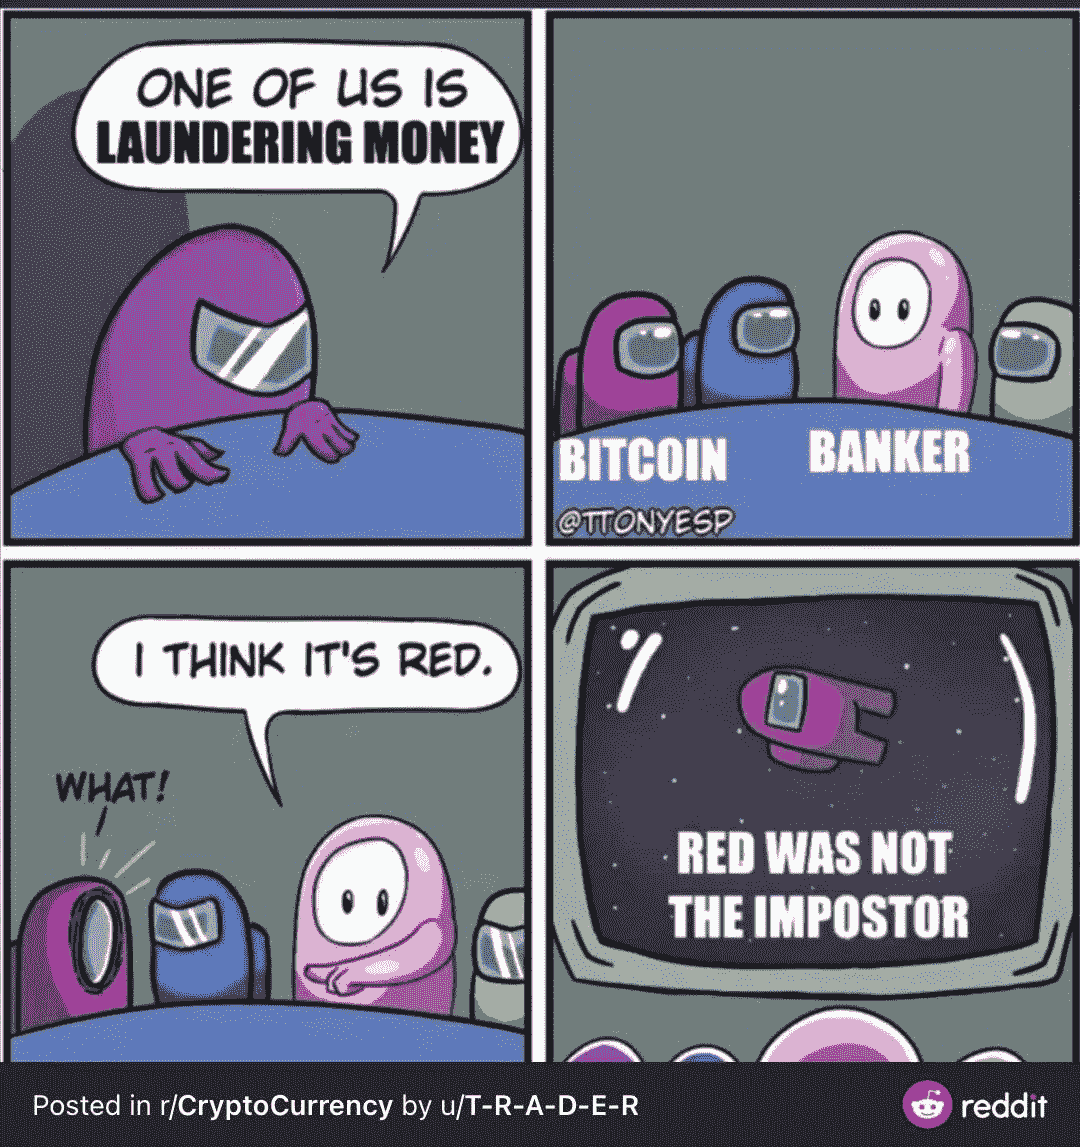 ONE OF US IS
LAUNDERING MONEY
BITCOIN
BANKER
@TTONYESP
I THINK IT'S RED.
WHAT!
RED WAS NOT
THE IMPOSTOR
Posted in r/CryptoCurrency by u/T-R-A-D-E-R
reddit